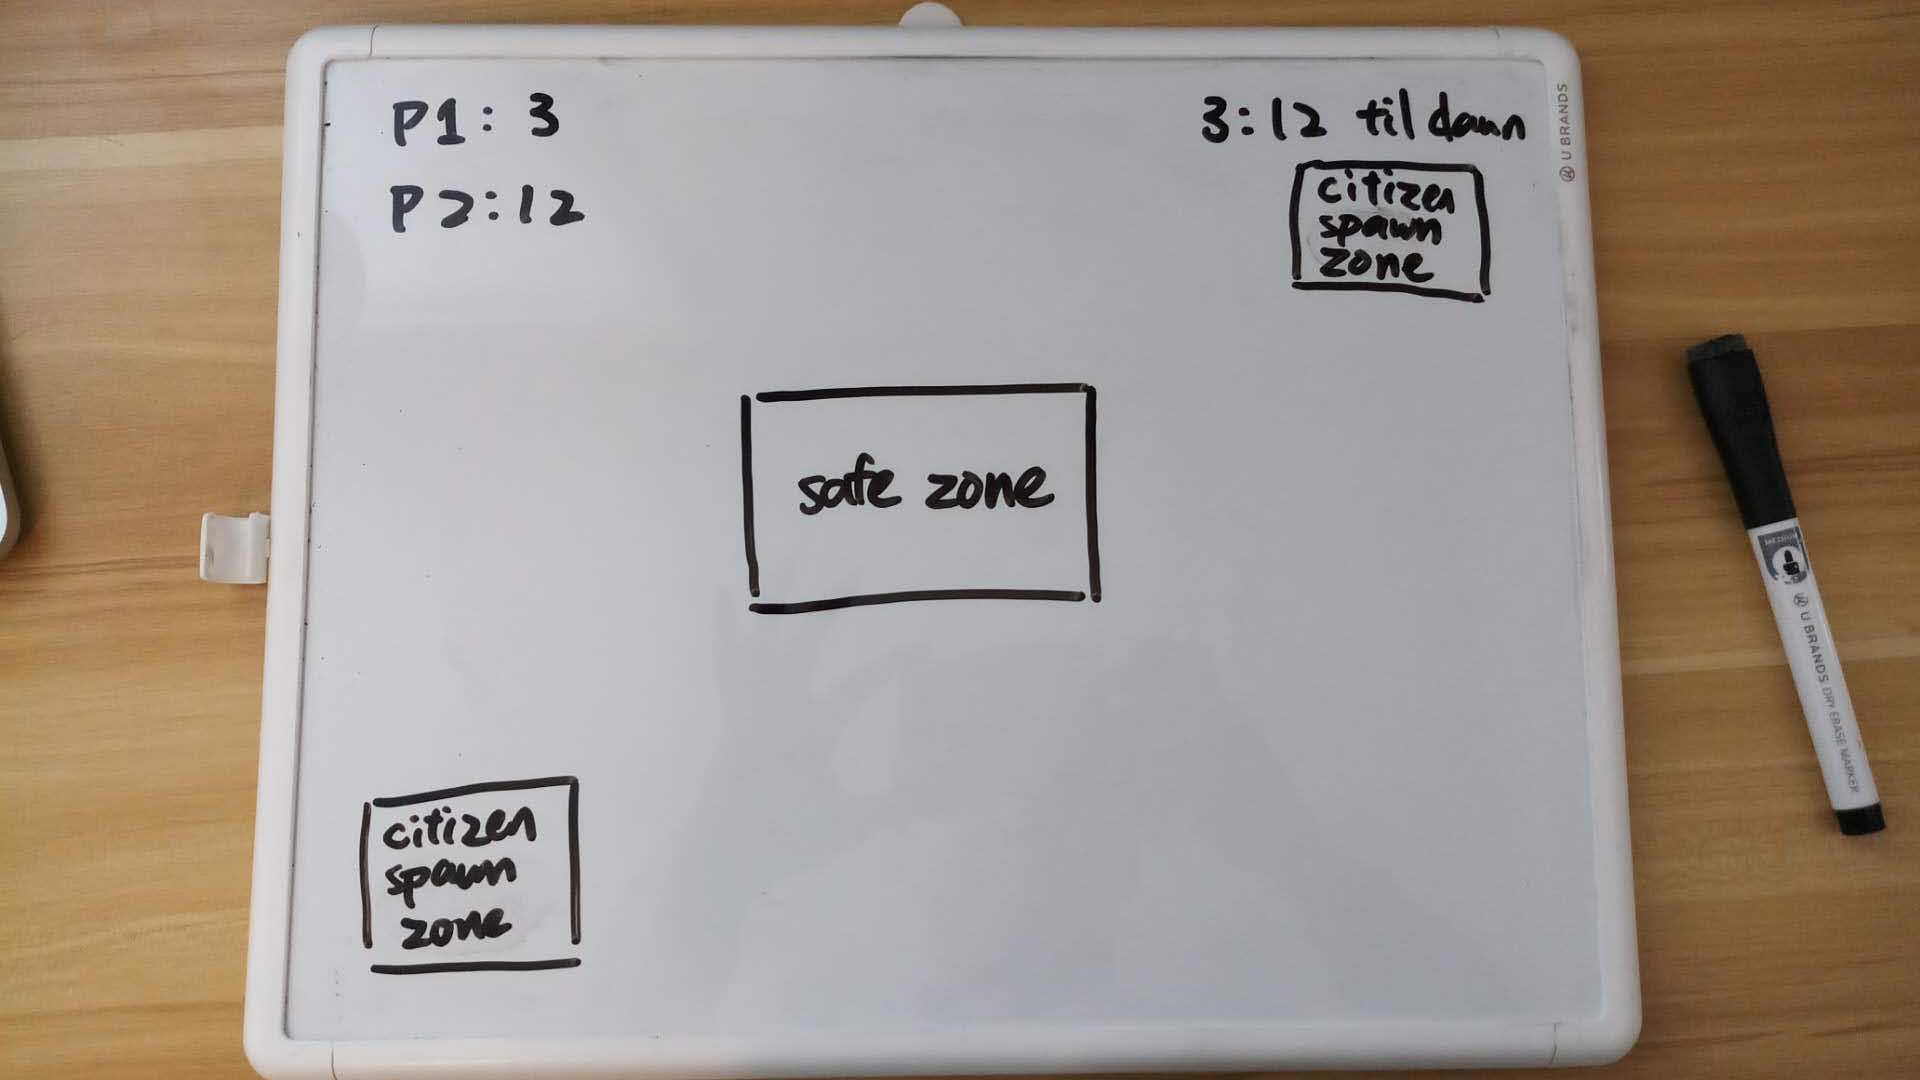 P1: 3
3:12 til dawn
P2:12
citizen
spawn
zone
safe zone
citizen
spawn
zone
U BRANDS
U BRANDS DRY ERASE MARKER